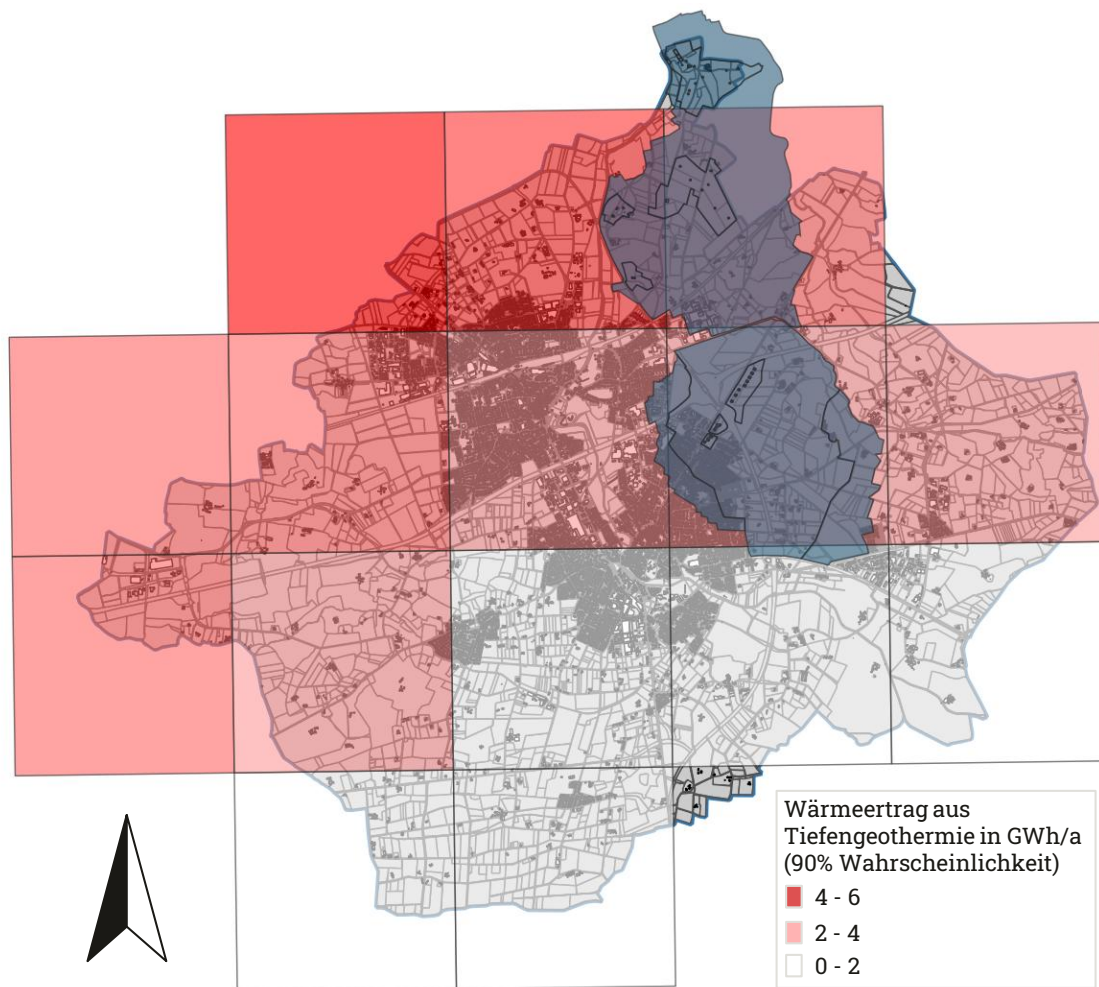 Wärmeertrag aus
Tiefengeothermie in GWh/a
(90% Wahrscheinlichkeit)
4 - 6
2 - 4
0 - 2